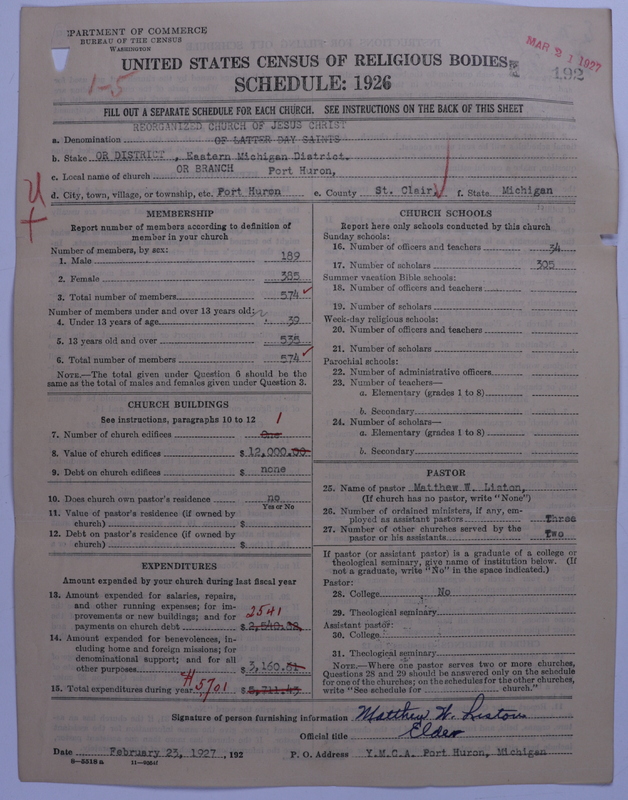 DEPARTMENT OF COMMERCE
BUREAU OF THE CENSUS
WASHINGTON
MAR 21 1927
192
1-5
UNITED STATES CENSUS OF RELIGIOUS BODIES
SCHEDULE: 1926
FILL OUT A SEPARATE SCHEDULE FOR EACH CHURCH. SEE INSTRUCTIONS ON THE BACK OF THIS SHEET
REORGANIZED CHURCH OF JESUS CHRIST
a. Denomination OF LATTER DAY SAINTS
b. Stake OR DISTRICT, Eastern Michigan District.
c. Local name of church OR BRANCH Port Huron,
d. City, town, village, or township, etc. Port Huron e. County St. Clair f. State Michigan
MEMBERSHIP
Report number of members according to definition of
member in your church
Number of members, by sex:
1. Male 189
2. Female 385
3. Total number of members 574
Number of members under and over 13 years old:
4. Under 13 years of age 39
5. 13 years old and over 535
6. Total number of members 574
NOTE.—The total given under Question 6 should be
same as the total of males and females given under Question 3.
CHURCH BUILDINGS
See instructions, paragraphs 10 to 12
7. Number of church edifices One 1
8. Value of church edifices $12,000.00
9. Debt on church edifices $ none
10. Does church own pastor's residence no
Yes or No
11. Value of pastor's residence (if owned by
church) $
12. Debt on pastor's residence (if owned by
church) $
EXPENDITURES
Amount expended by your church during last fiscal year
13. Amount expended for salaries, repairs,
and other running expenses; for im-
provements or new buildings; and for 2541
payments on church debt $
14. Amount expended for benevolences, in-
cluding home and foreign missions; for
denominational support; and for all
other purposes $3,160.
15. Total expenditures during year #5701 $
CHURCH SCHOOLS
Report here only schools conducted by this church
Sunday schools:
16. Number of officers and teachers 34
17. Number of scholars 305
Summer vacation Bible schools:
18. Number of officers and teachers
19. Number of scholars
Week-day religious schools:
20. Number of officers and teachers
21. Number of scholars
Parochial schools:
22. Number of administrative officers
23. Number of teachers—
a. Elementary (grades 1 to 8)
b. Secondary
24. Number of scholars—
a. Elementary (grades 1 to 8)
b. Secondary
PASTOR
25. Name of pastor Matthew W. Liston,
(If church has no pastor, write "None")
26. Number of ordained ministers, if any, em-
ployed as assistant pastors Three
27. Number of other churches served by the
pastor or his assistants Two
If pastor (or assistant pastor) is a graduate of a college or
theological seminary, give name of institution below. (If
not a graduate, write "No" in the space indicated.)
Pastor:
28. College No
29. Theological seminary
Assistant pastor:
30. College
31. Theological seminary
NOTE.—Where one pastor serves two or more churches,
Questions 28 and 29 should be answered only on the schedule
for one of the churches; on the schedules for the other churches,
write "See schedule for church."
Signature of person furnishing information Matthew W. Liston
Official title Elder
Date February 23, 1927, 192 P. O. Address Y.M.C.A. Port Huron, Michigan
8-5518 a